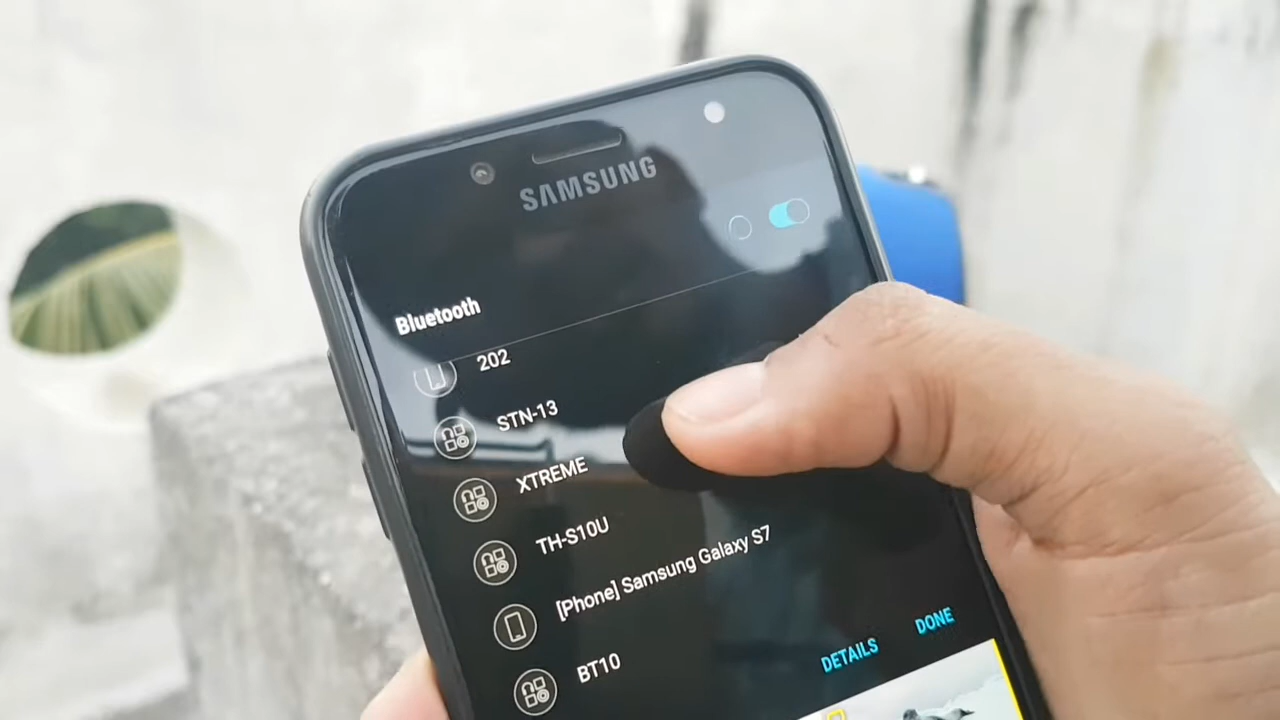 SAMSUNG
Bluetooth
202
STN-13
XTREME
TH-S10U
[Phone] Samsung Galaxy S7
BT10
DETAILS
DONE